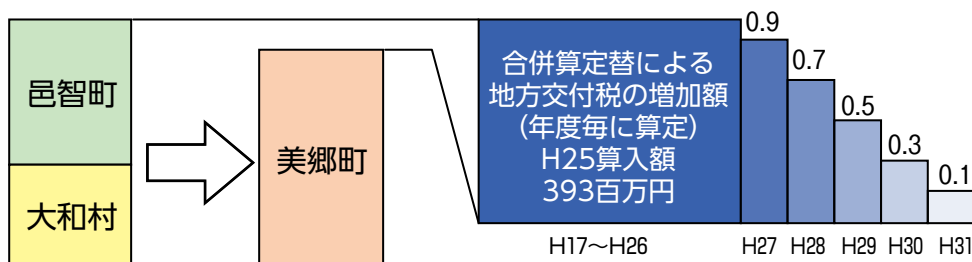 邑智町
大和村
美郷町
合併算定替による
地方交付税の増加額
（年度毎に算定）
H25算入額
393百万円
0.9
0.7
0.5
0.3
0.1
H17～H26
H27
H28
H29
H30
H31